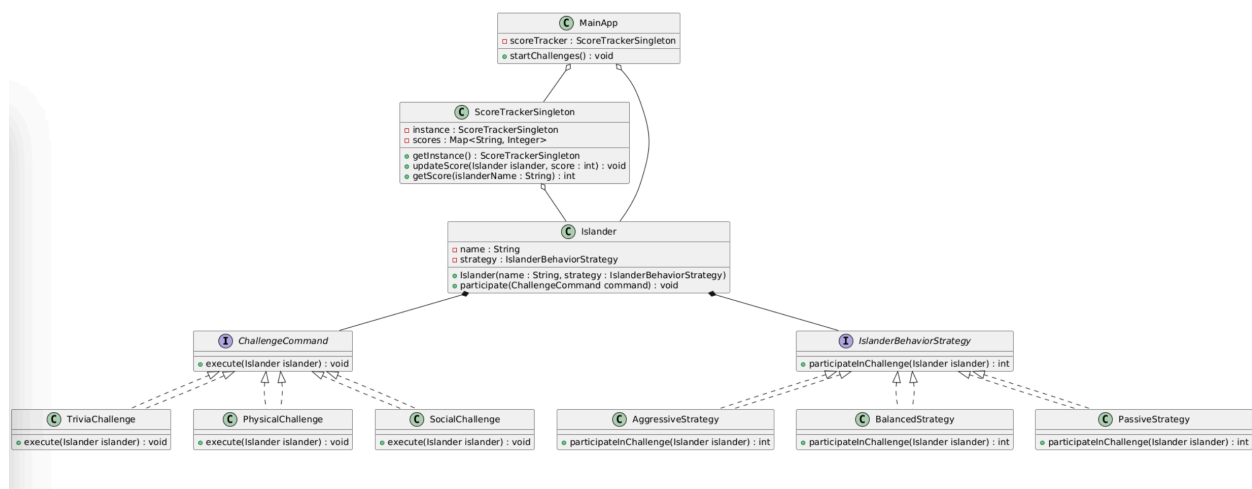 C MainApp
scoreTracker : ScoreTrackerSingleton
startChallenges() : void
C ScoreTrackerSingleton
instance : ScoreTrackerSingleton
scores : Map<String, Integer>
getInstance() : ScoreTrackerSingleton
updateScore(Islander islander, score : int) : void
getScore(islanderName : String) : int
C Islander
name : String
strategy : IslanderBehaviorStrategy
Islander(name : String, strategy : IslanderBehaviorStrategy)
participate(ChallengeCommand command) : void
I ChallengeCommand
execute(Islander islander) : void
I IslanderBehaviorStrategy
participateInChallenge(Islander islander) : int
C TriviaChallenge
execute(Islander islander) : void
C PhysicalChallenge
execute(Islander islander) : void
C SocialChallenge
execute(Islander islander) : void
C AggressiveStrategy
participateInChallenge(Islander islander) : int
C BalancedStrategy
participateInChallenge(Islander islander) : int
C PassiveStrategy
participateInChallenge(Islander islander) : int